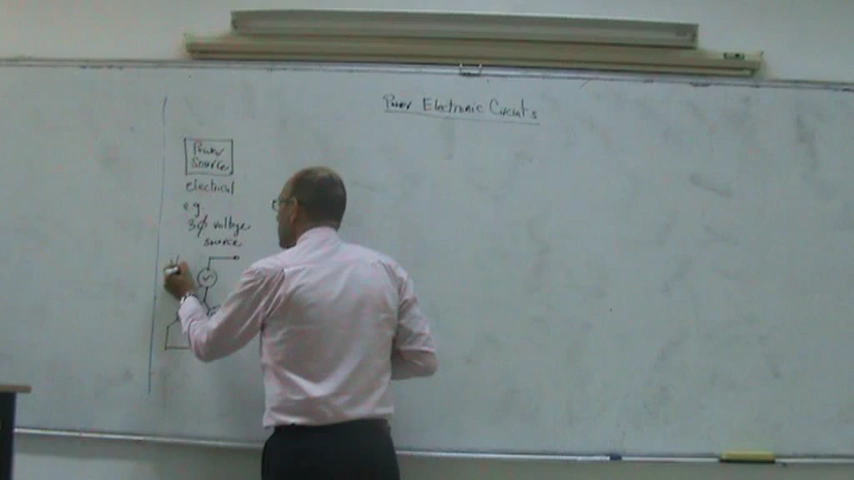 Power Electronic Circuits
Power
Source
electrical
e.g.
3φ voltage
source